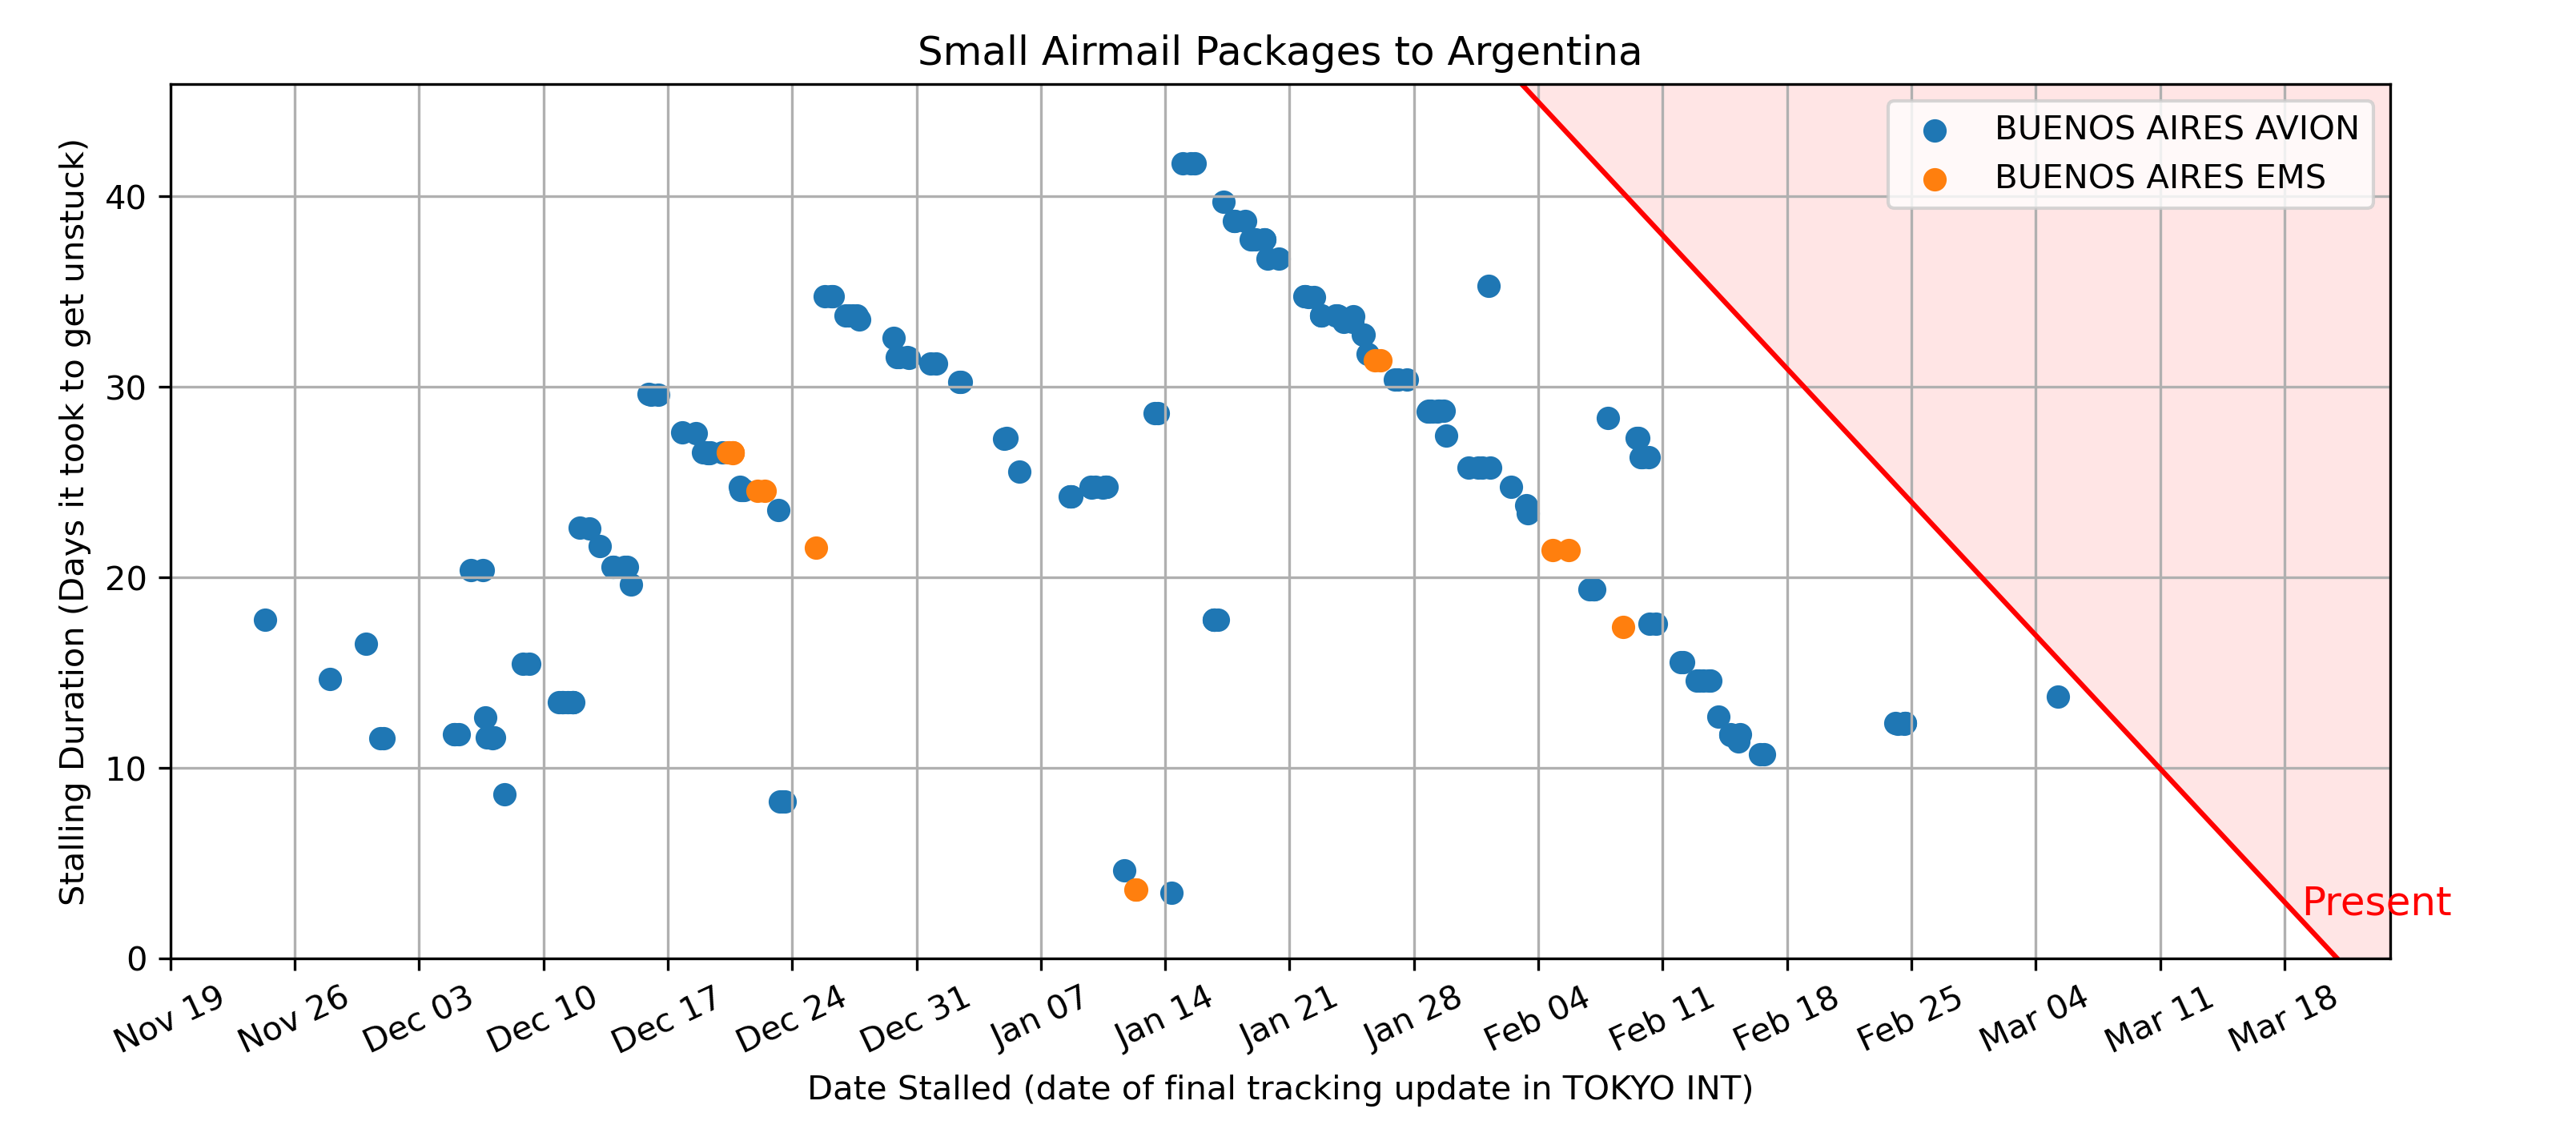 Small Airmail Packages to Argentina
BUENOS AIRES AVION
BUENOS AIRES EMS
Stalling Duration (Days it took to get unstuck)
40
30
20
10
0
Present
Nov 19
Nov 26
Dec 03
Dec 10
Dec 17
Dec 24
Dec 31
Jan 07
Jan 14
Jan 21
Jan 28
Feb 04
Feb 11
Feb 18
Feb 25
Mar 04
Mar 11
Mar 18
Date Stalled (date of final tracking update in TOKYO INT)